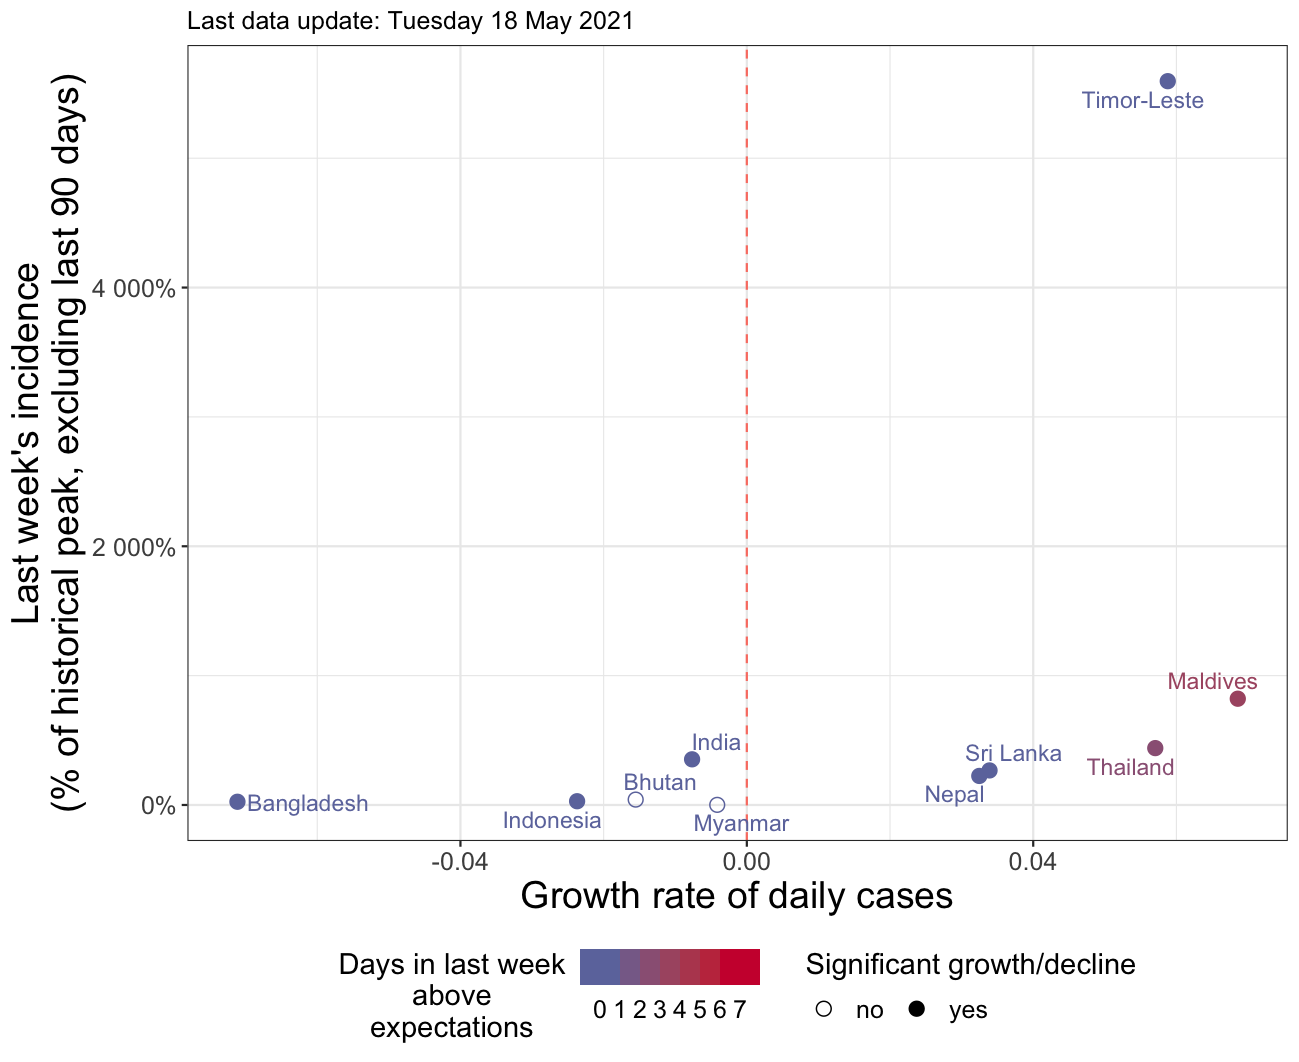 Last data update: Tuesday 18 May 2021
Last week's incidence
(% of historical peak, excluding last 90 days)
4 000%
2 000%
0%
Timor-Leste
Maldives
India
Sri Lanka
Thailand
Bhutan
Nepal
Bangladesh
Indonesia
Myanmar
-0.04
0.00
0.04
Growth rate of daily cases
Days in last week
above
expectations
0 1 2 3 4 5 6 7
Significant growth/decline
no
yes